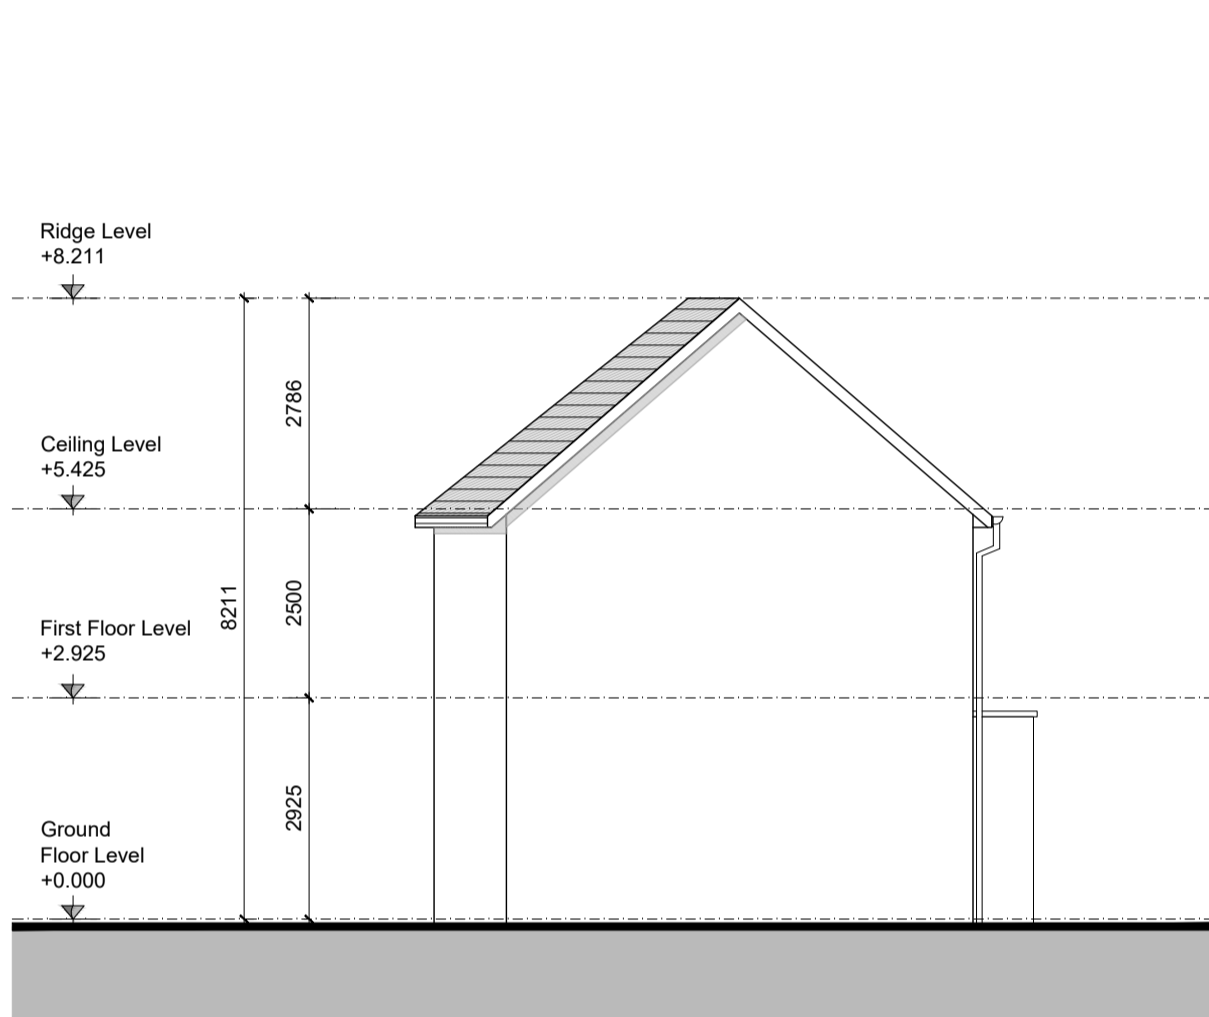 Ridge Level
+8.211
2786
Ceiling Level
+5.425
8211
2500
First Floor Level
+2.925
2925
Ground
Floor Level
+0.000